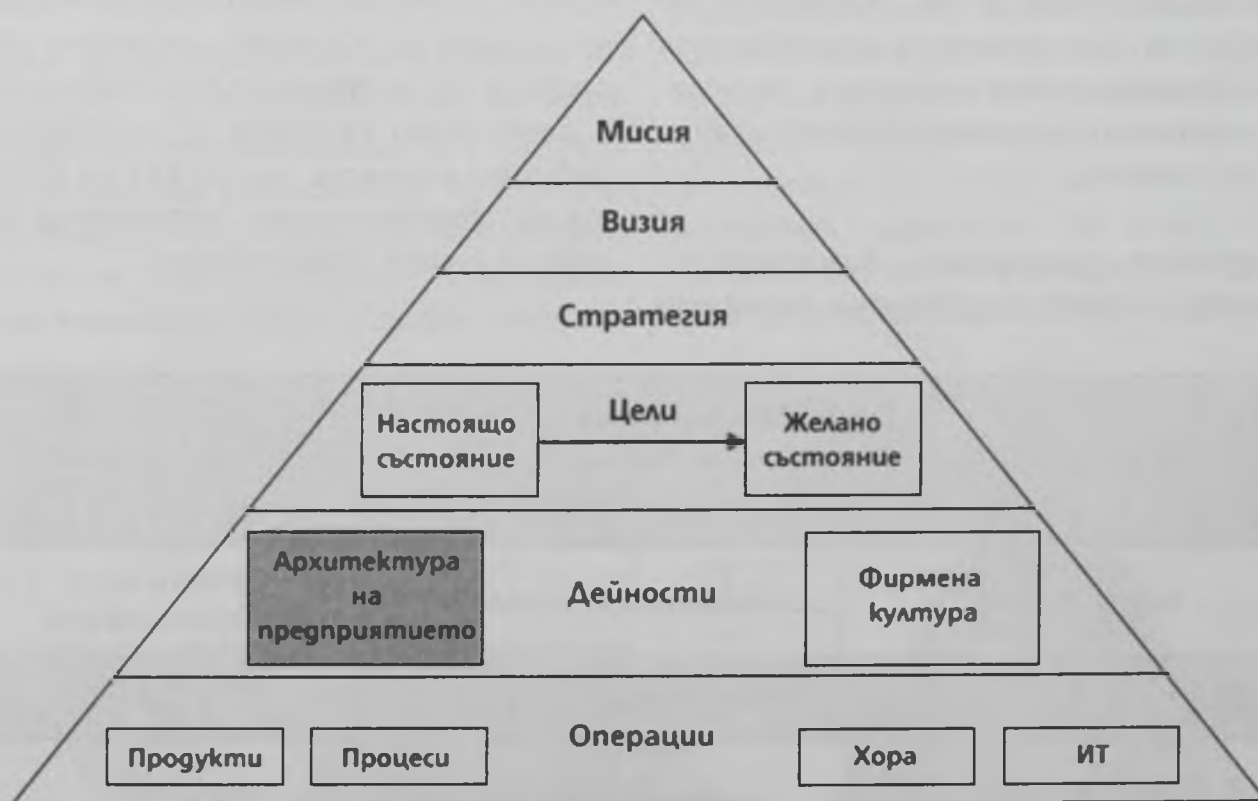 Мисия
Визия
Стратегия
Настоящо
състояние
Цели
Желано
състояние
Архитектура
на
предприятието
Дейности
Фирмена
култура
Операции
Продукти
Процеси
Хора
ИТ